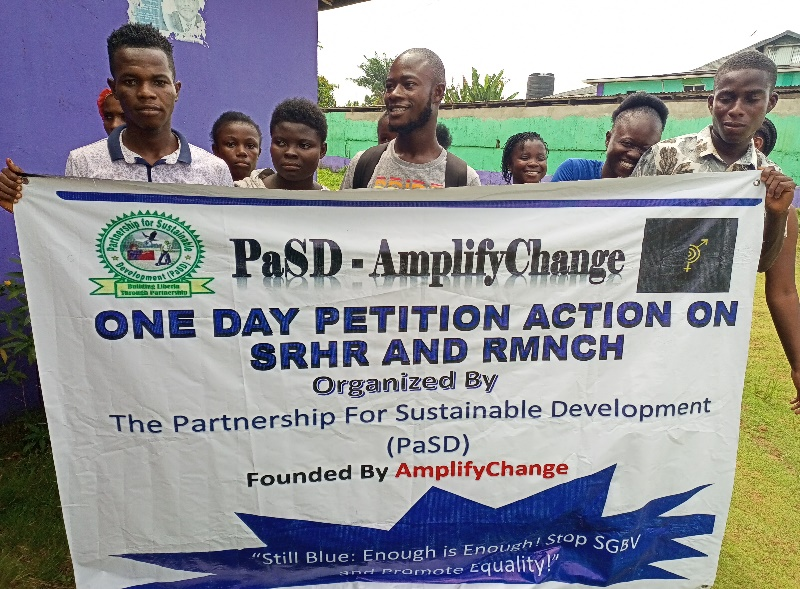 Partnership for Sustainable
Development (PaSD)
Building Liberia
Through Partnership
PaSD - AmplifyChange
ONE DAY PETITION ACTION ON
SRHR AND RMNCH
Organized By
The Partnership For Sustainable Development
(PaSD)
Founded By AmplifyChange
"Still Blue: Enough is Enough! Stop SGBV
and Promote Equality!"